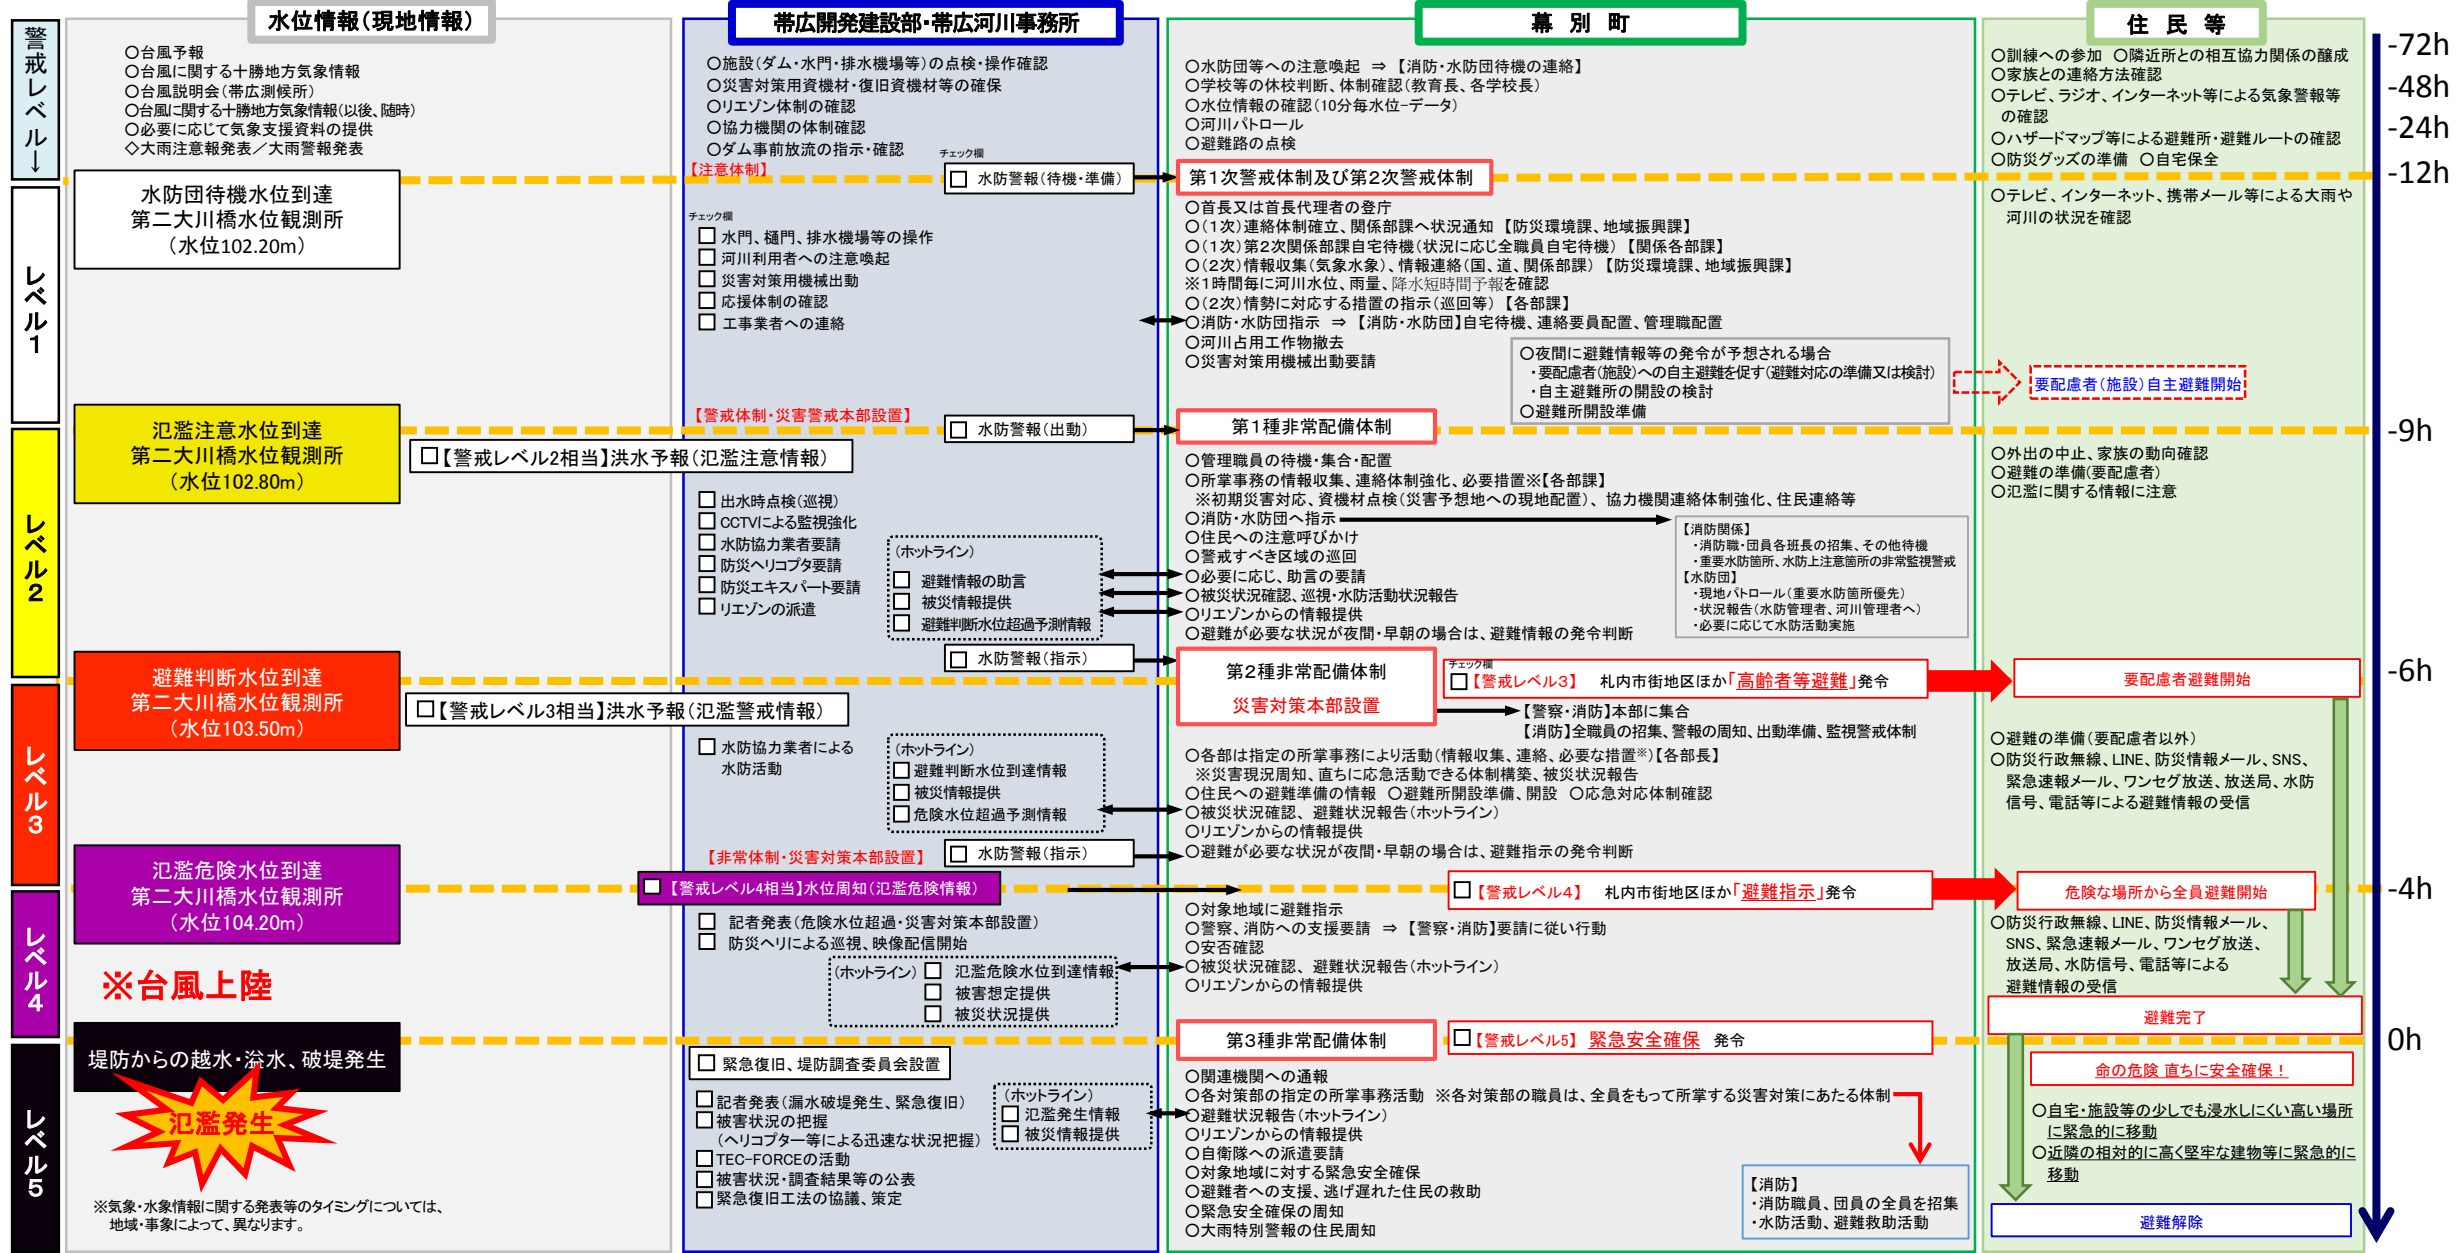 警戒レベル↓
水位情報(現地情報)
○台風予報
○台風に関する十勝地方気象情報
○台風説明会(帯広測候所)
○台風に関する十勝地方気象情報(以後、随時)
○必要に応じて気象支援資料の提供
◇大雨注意報発表／大雨警報発表
水防団待機水位到達
第二大川橋水位観測所
(水位102.20m)
レベル1
氾濫注意水位到達
第二大川橋水位観測所
(水位102.80m)
レベル2
避難判断水位到達
第二大川橋水位観測所
(水位103.50m)
レベル3
氾濫危険水位到達
第二大川橋水位観測所
(水位104.20m)
レベル4
※台風上陸
堤防からの越水・溢水、破堤発生
氾濫発生
レベル5
※気象・水象情報に関する発表等のタイミングについては、
地域・事象によって、異なります。
帯広開発建設部・帯広河川事務所
○施設(ダム・水門・排水機場等)の点検・操作確認
○災害対策用資機材・復旧資機材等の確保
○リエゾン体制の確認
○協力機関の体制確認
○ダム事前放流の指示・確認
チェック欄
【注意体制】
□ 水防警報(待機・準備)
チェック欄
□ 水門、樋門、排水機場等の操作
□ 河川利用者への注意喚起
□ 災害対策用機械出動
□ 応援体制の確認
□ 工事業者への連絡
【警戒体制・災害警戒本部設置】
□ 水防警報(出動)
□【警戒レベル2相当】洪水予報(氾濫注意情報)
□ 出水時点検(巡視)
□ CCTVによる監視強化
□ 水防協力業者要請
□ 防災ヘリコプタ要請
□ 防災エキスパート要請
□ リエゾンの派遣
(ホットライン)
□ 避難情報の助言
□ 被災情報提供
□ 避難判断水位超過予測情報
□ 水防警報(指示)
□【警戒レベル3相当】洪水予報(氾濫警戒情報)
□ 水防協力業者による
水防活動
(ホットライン)
□ 避難判断水位到達情報
□ 被災情報提供
□ 危険水位超過予測情報
【非常体制・災害対策本部設置】
□ 水防警報(指示)
□ 【警戒レベル4相当】水位周知(氾濫危険情報)
□ 記者発表(危険水位超過・災害対策本部設置)
□ 防災ヘリによる巡視、映像配信開始
(ホットライン) □ 氾濫危険水位到達情報
□ 被害想定提供
□ 被災状況提供
□ 緊急復旧、堤防調査委員会設置
□ 記者発表(漏水破堤発生、緊急復旧)
□ 被害状況の把握
(ヘリコプター等による迅速な状況把握)
□ TEC-FORCEの活動
□ 被害状況・調査結果等の公表
□ 緊急復旧工法の協議、策定
(ホットライン)
□ 氾濫発生情報
□ 被災情報提供
幕 別 町
○水防団等への注意喚起 ⇒ 【消防・水防団待機の連絡】
○学校等の休校判断、体制確認(教育長、各学校長)
○水位情報の確認(10分毎水位-データ)
○河川パトロール
○避難路の点検
第1次警戒体制及び第2次警戒体制
○首長又は首長代理者の登庁
○(1次)連絡体制確立、関係部課へ状況通知 【防災環境課、地域振興課】
○(1次)第2次関係部課自宅待機(状況に応じ全職員自宅待機) 【関係各部課】
○(2次)情報収集(気象水象)、情報連絡(国、道、関係部課) 【防災環境課、地域振興課】
※1時間毎に河川水位、雨量、降水短時間予報を確認
○(2次)情勢に対応する措置の指示(巡回等) 【各部課】
○消防・水防団指示 ⇒ 【消防・水防団】自宅待機、連絡要員配置、管理職配置
○河川占用工作物撤去
○災害対策用機械出動要請
○夜間に避難情報等の発令が予想される場合
・要配慮者(施設)への自主避難を促す(避難対応の準備又は検討)
・自主避難所の開設の検討
○避難所開設準備
第1種非常配備体制
○管理職員の待機・集合・配置
○所掌事務の情報収集、連絡体制強化、必要措置※【各部課】
※初期災害対応、資機材点検(災害予想地への現地配置)、協力機関連絡体制強化、住民連絡等
○消防・水防団へ指示
○住民への注意呼びかけ
○警戒すべき区域の巡回
○必要に応じ、助言の要請
○被災状況確認、巡視・水防活動状況報告
○リエゾンからの情報提供
○避難が必要な状況が夜間・早朝の場合は、避難情報の発令判断
【消防関係】
・消防職・団員各班長の招集、その他待機
・重要水防箇所、水防上注意箇所の非常監視警戒
【水防団】
・現地パトロール(重要水防箇所優先)
・状況報告(水防管理者、河川管理者へ)
・必要に応じて水防活動実施
第2種非常配備体制
災害対策本部設置
チェック欄
□【警戒レベル3】 札内市街地区ほか「高齢者等避難」発令
【警察・消防】本部に集合
【消防】全職員の招集、警報の周知、出動準備、監視警戒体制
○各部は指定の所掌事務により活動(情報収集、連絡、必要な措置※)【各部長】
※災害現況周知、直ちに応急活動できる体制構築、被災状況報告
○住民への避難準備の情報 ○避難所開設準備、開設 ○応急対応体制確認
○被災状況確認、避難状況報告(ホットライン)
○リエゾンからの情報提供
○避難が必要な状況が夜間・早朝の場合は、避難指示の発令判断
□【警戒レベル4】 札内市街地区ほか「避難指示」発令
○対象地域に避難指示
○警察、消防への支援要請 ⇒ 【警察・消防】要請に従い行動
○安否確認
○被災状況確認、避難状況報告(ホットライン)
○リエゾンからの情報提供
第3種非常配備体制
□【警戒レベル5】 緊急安全確保 発令
○関連機関への通報
○各対策部の指定の所掌事務活動 ※各対策部の職員は、全員をもって所掌する災害対策にあたる体制
○避難状況報告(ホットライン)
○リエゾンからの情報提供
○自衛隊への派遣要請
○対象地域に対する緊急安全確保
○避難者への支援、逃げ遅れた住民の救助
○緊急安全確保の周知
○大雨特別警報の住民周知
【消防】
・消防職員、団員の全員を招集
・水防活動、避難救助活動
住 民 等
○訓練への参加 ○隣近所との相互協力関係の醸成
○家族との連絡方法確認
○テレビ、ラジオ、インターネット等による気象警報等
の確認
○ハザードマップ等による避難所・避難ルートの確認
○防災グッズの準備 ○自宅保全
○テレビ、インターネット、携帯メール等による大雨や
河川の状況を確認
要配慮者(施設)自主避難開始
○外出の中止、家族の動向確認
○避難の準備(要配慮者)
○氾濫に関する情報に注意
要配慮者避難開始
○避難の準備(要配慮者以外)
○防災行政無線、LINE、防災情報メール、SNS、
緊急速報メール、ワンセグ放送、放送局、水防
信号、電話等による避難情報の受信
危険な場所から全員避難開始
○防災行政無線、LINE、防災情報メール、
SNS、緊急速報メール、ワンセグ放送、
放送局、水防信号、電話等による
避難情報の受信
避難完了
命の危険 直ちに安全確保！
○自宅・施設等の少しでも浸水しにくい高い場所
に緊急的に移動
○近隣の相対的に高く堅牢な建物等に緊急的に
移動
避難解除
-72h
-48h
-24h
-12h
-9h
-6h
-4h
0h